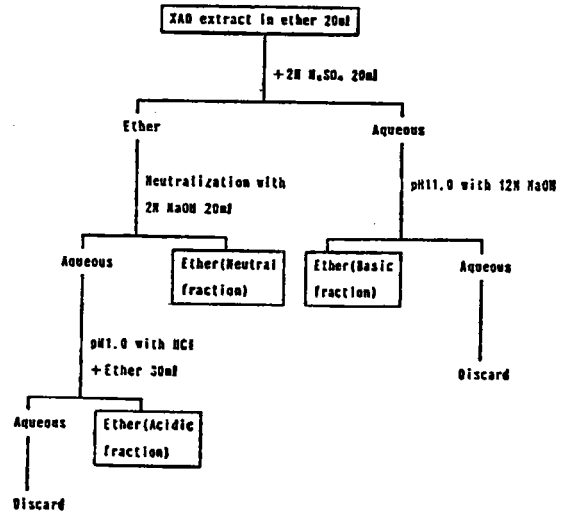 XAD extract in ether 20ml
+2N H₂SO₄ 20ml
Ether
Aqueous
Neutralization with
2N NaOH 20ml
pH11.0 with 12N NaOH
Aqueous
Ether(Neutral
fraction)
Ether(Basic
fraction)
Aqueous
pH1.0 with HCl
+Ether 30ml
Discard
Aqueous
Ether(Acidic
fraction)
Discard